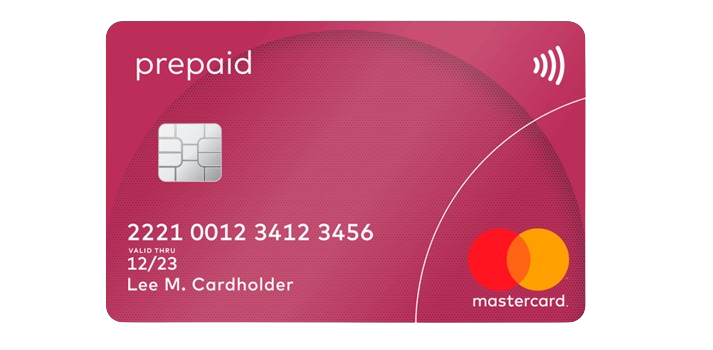 prepaid
2221 0012 3412 3456
VALID THRU
12/23
Lee M. Cardholder
mastercard.